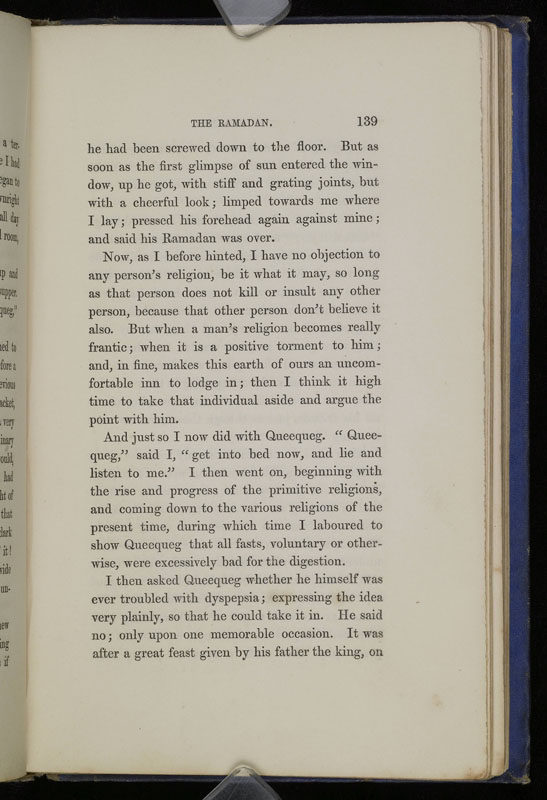 THE RAMADAN. 139
he had been screwed down to the floor. But as
soon as the first glimpse of sun entered the win-
dow, up he got, with stiff and grating joints, but
with a cheerful look; limped towards me where
I lay; pressed his forehead again against mine;
and said his Ramadan was over.
Now, as I before hinted, I have no objection to
any person's religion, be it what it may, so long
as that person does not kill or insult any other
person, because that other person don't believe it
also. But when a man's religion becomes really
frantic; when it is a positive torment to him;
and, in fine, makes this earth of ours an uncom-
fortable inn to lodge in; then I think it high
time to take that individual aside and argue the
point with him.
And just so I now did with Queequeg. "Quee-
queg," said I, "get into bed now, and lie and
listen to me." I then went on, beginning with
the rise and progress of the primitive religions,
and coming down to the various religions of the
present time, during which time I laboured to
show Queequeg that all fasts, voluntary or other-
wise, were excessively bad for the digestion.
I then asked Queequeg whether he himself was
ever troubled with dyspepsia; expressing the idea
very plainly, so that he could take it in. He said
no; only upon one memorable occasion. It was
after a great feast given by his father the king, on